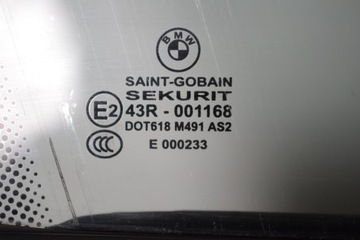 BMW
SAINT-GOBAIN
SEKURIT
E2 43R - 001168
DOT618 M491 AS2
CCC E 000233